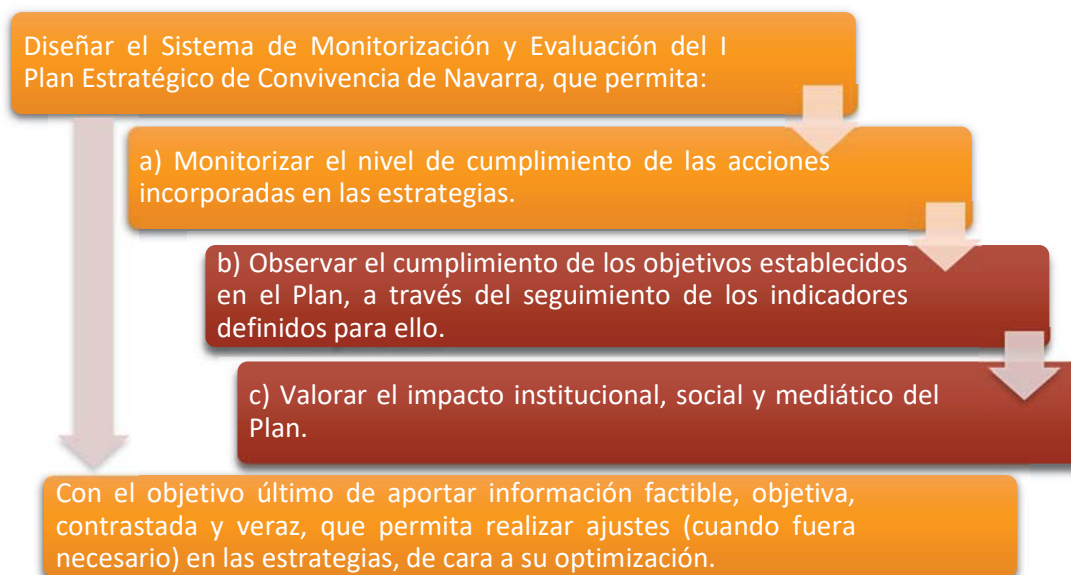 Diseñar el Sistema de Monitorización y Evaluación del I
Plan Estratégico de Convivencia de Navarra, que permita:
a) Monitorizar el nivel de cumplimiento de las acciones
incorporadas en las estrategias.
b) Observar el cumplimiento de los objetivos establecidos
en el Plan, a través del seguimiento de los indicadores
definidos para ello.
c) Valorar el impacto institucional, social y mediático del
Plan.
Con el objetivo último de aportar información factible, objetiva,
contrastada y veraz, que permita realizar ajustes (cuando fuera
necesario) en las estrategias, de cara a su optimización.